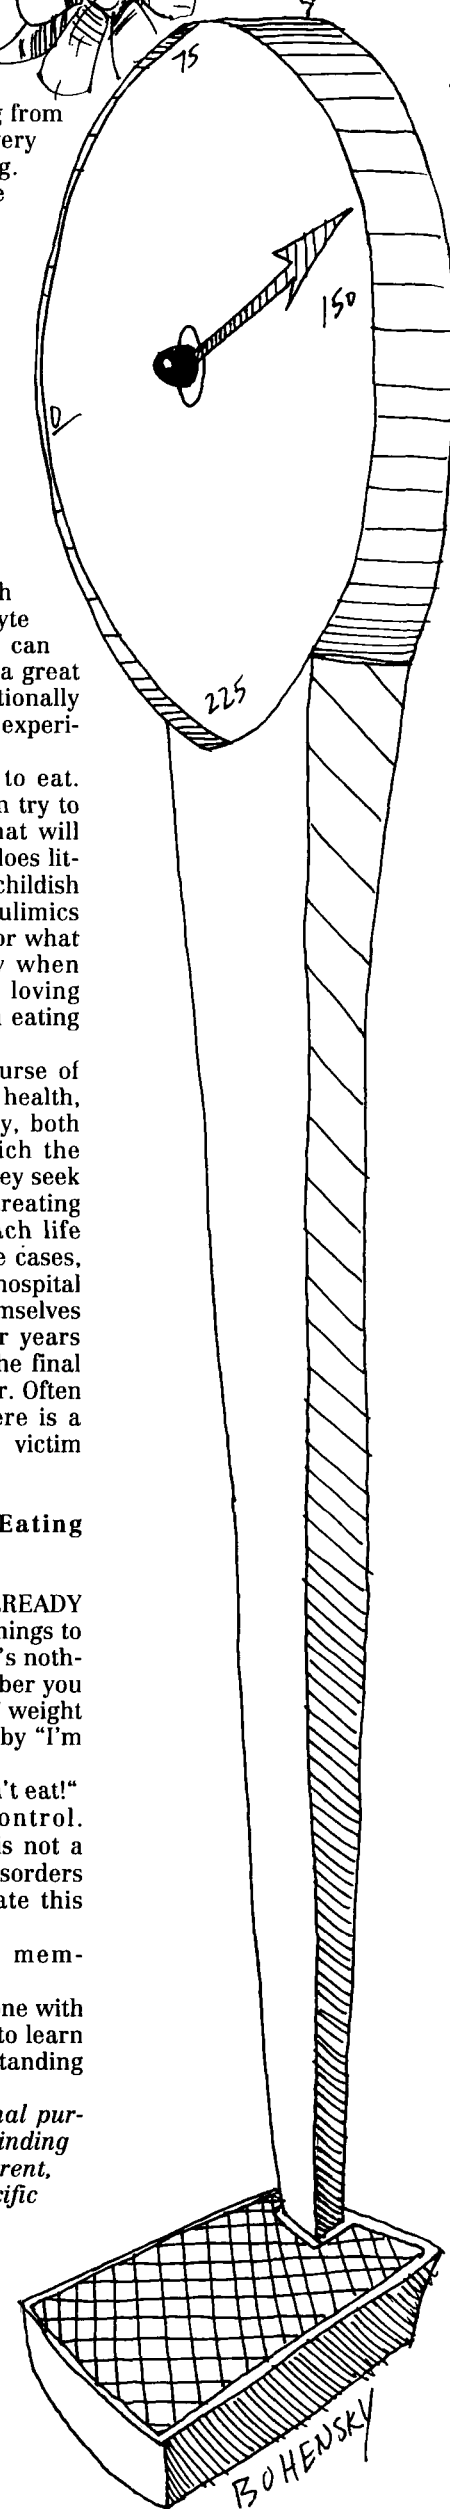 75
from
very
g.
e
150
0
h
yte
can
a great
tionally
experi-
to eat.
n try to
hat will
does lit-
childish
ulimics
or what
y when
loving
eating
urse of
health,
y, both
ich the
ey seek
reating
ach life
e cases,
hospital
mselves
r years
he final
r. Often
ere is a
victim
Eating
READY
hings to
's noth-
ber you
weight
by “I'm
't eat!“
ontrol.
is not a
sorders
ate this
mem-
ne with
to learn
tanding
nal pur-
inding
rent,
cific
225
BOHENSKY